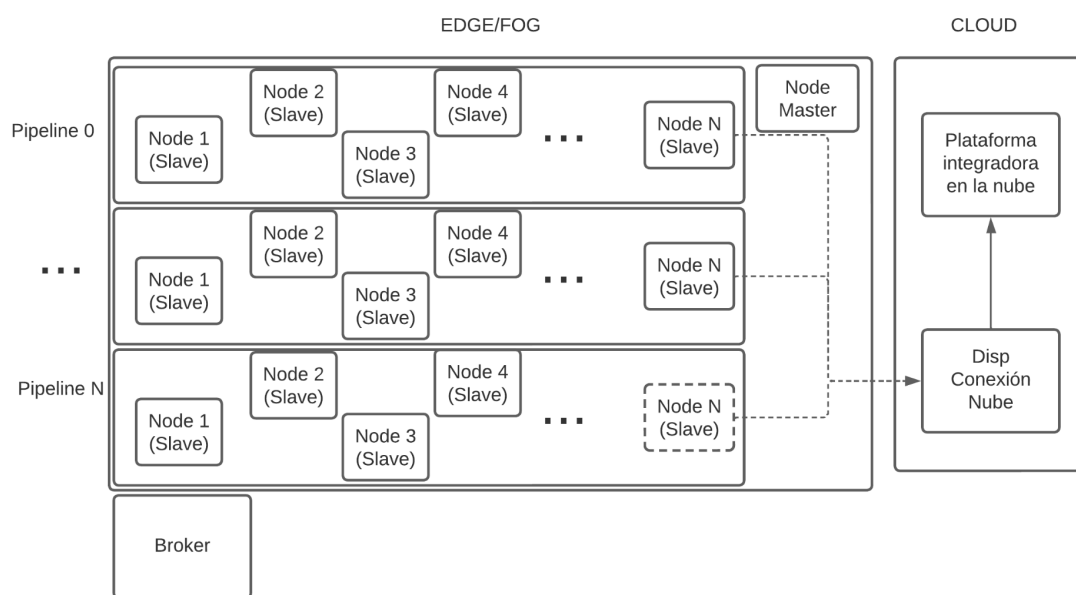 EDGE/FOG
CLOUD
Pipeline 0
Node 1
(Slave)
Node 2
(Slave)
Node 3
(Slave)
Node 4
(Slave)
...
Node N
(Slave)
Node
Master
Plataforma
integradora
en la nube
...
Node 1
(Slave)
Node 2
(Slave)
Node 3
(Slave)
Node 4
(Slave)
...
Node N
(Slave)
Pipeline N
Node 1
(Slave)
Node 2
(Slave)
Node 3
(Slave)
Node 4
(Slave)
...
Node N
(Slave)
Disp
Conexión
Nube
Broker